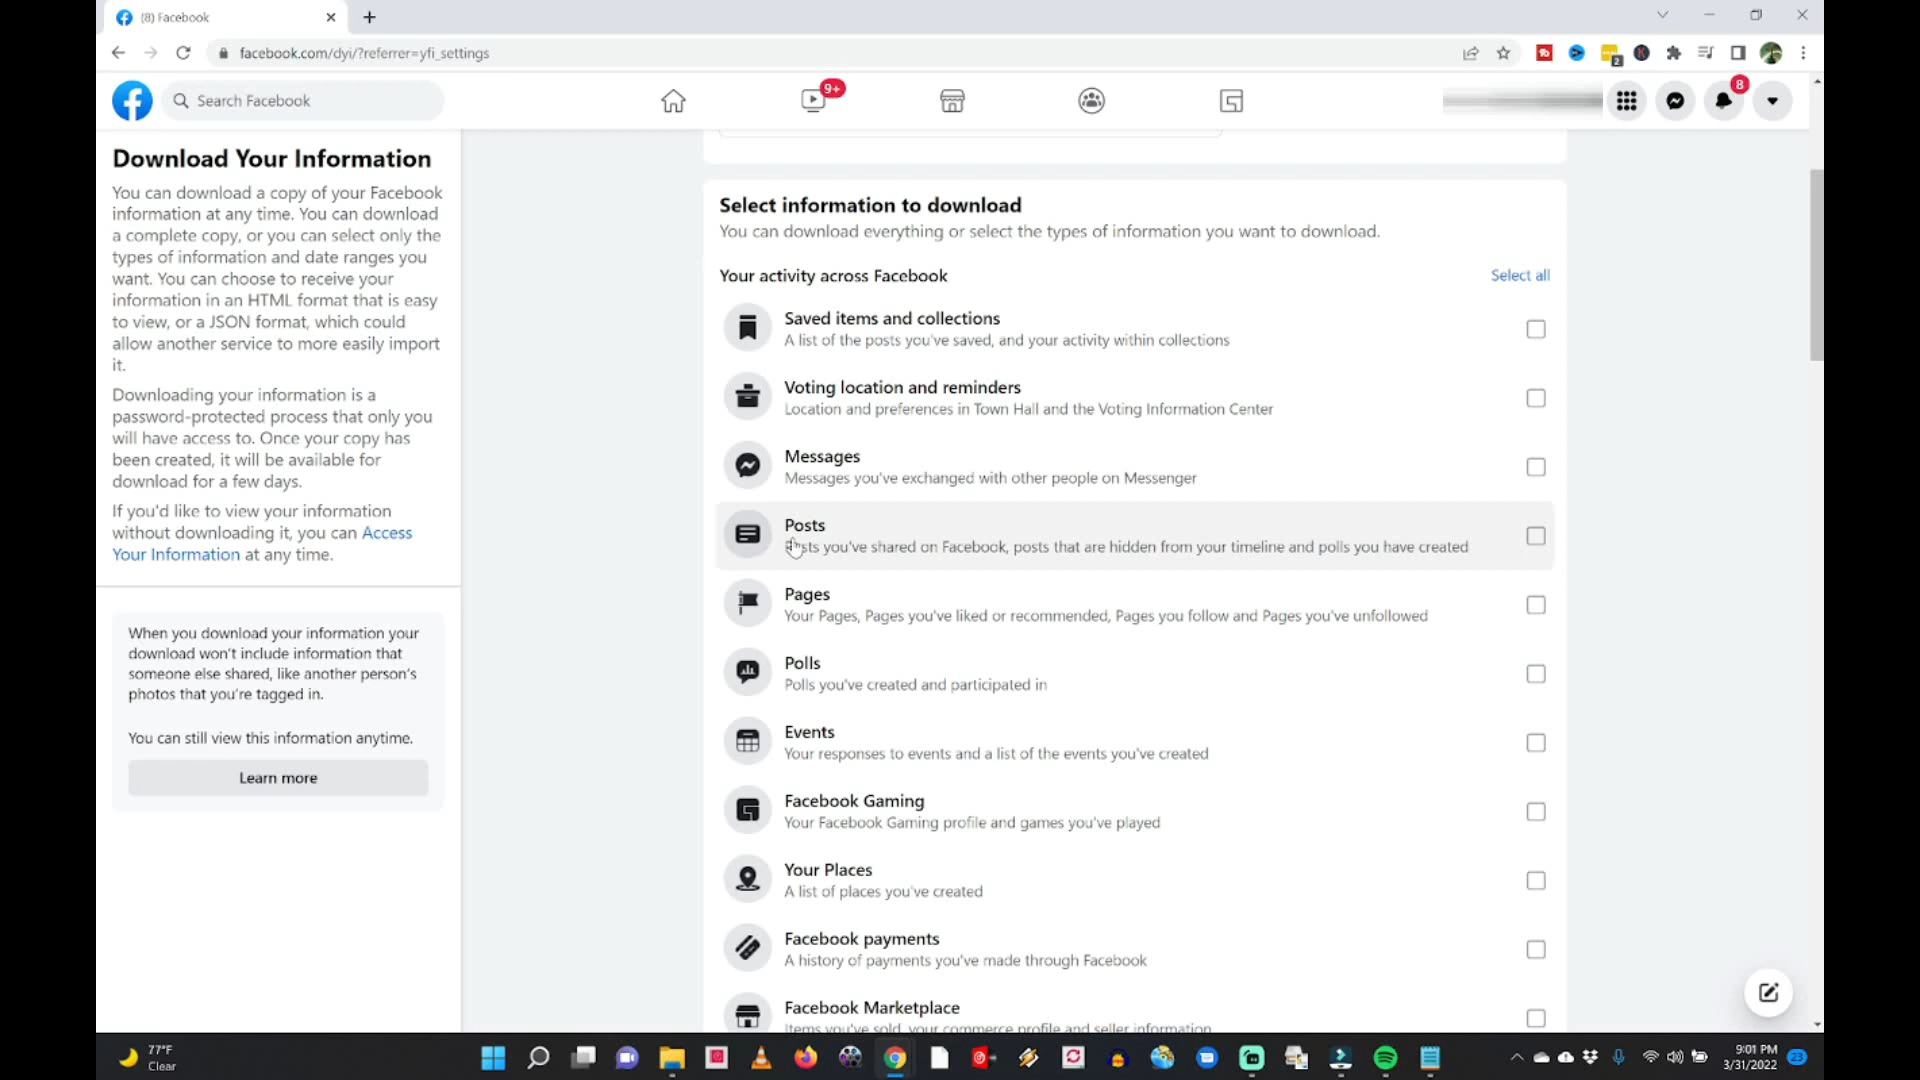 (8) Facebook
facebook.com/dyi/?referrer=yfi_settings
2
Search Facebook
9+
8
Download Your Information
You can download a copy of your Facebook
information at any time. You can download
a complete copy, or you can select only the
types of information and date ranges you
want. You can choose to receive your
information in an HTML format that is easy
to view, or a JSON format, which could
allow another service to more easily import
it.
Downloading your information is a
password-protected process that only you
will have access to. Once your copy has
been created, it will be available for
download for a few days.
If you'd like to view your information
without downloading it, you can Access
Your Information at any time.
When you download your information your
download won't include information that
someone else shared, like another person's
photos that you're tagged in.
You can still view this information anytime.
Learn more
Select information to download
You can download everything or select the types of information you want to download.
Your activity across Facebook
Select all
Saved items and collections
A list of the posts you've saved, and your activity within collections
Voting location and reminders
Location and preferences in Town Hall and the Voting Information Center
Messages
Messages you've exchanged with other people on Messenger
Posts
Posts you've shared on Facebook, posts that are hidden from your timeline and polls you have created
Pages
Your Pages, Pages you've liked or recommended, Pages you follow and Pages you've unfollowed
Polls
Polls you've created and participated in
Events
Your responses to events and a list of the events you've created
Facebook Gaming
Your Facebook Gaming profile and games you've played
Your Places
A list of places you've created
Facebook payments
A history of payments you've made through Facebook
Facebook Marketplace
Items you've sold, your commerce profile and seller information
77°F
Clear
9:01 PM
3/31/2022
23